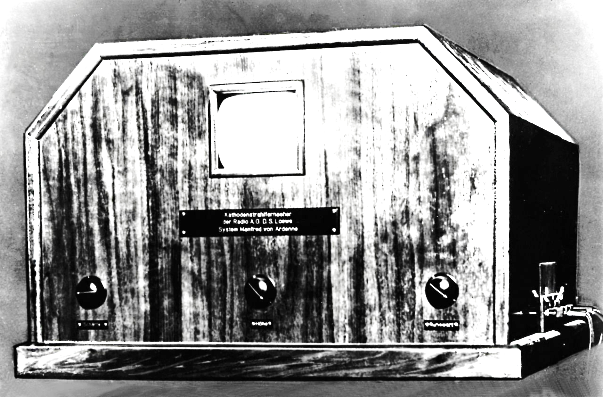 Kathodenstrahlfernseher
der Radio A.G. D.S. Loewe
System Manfred von Ardenne